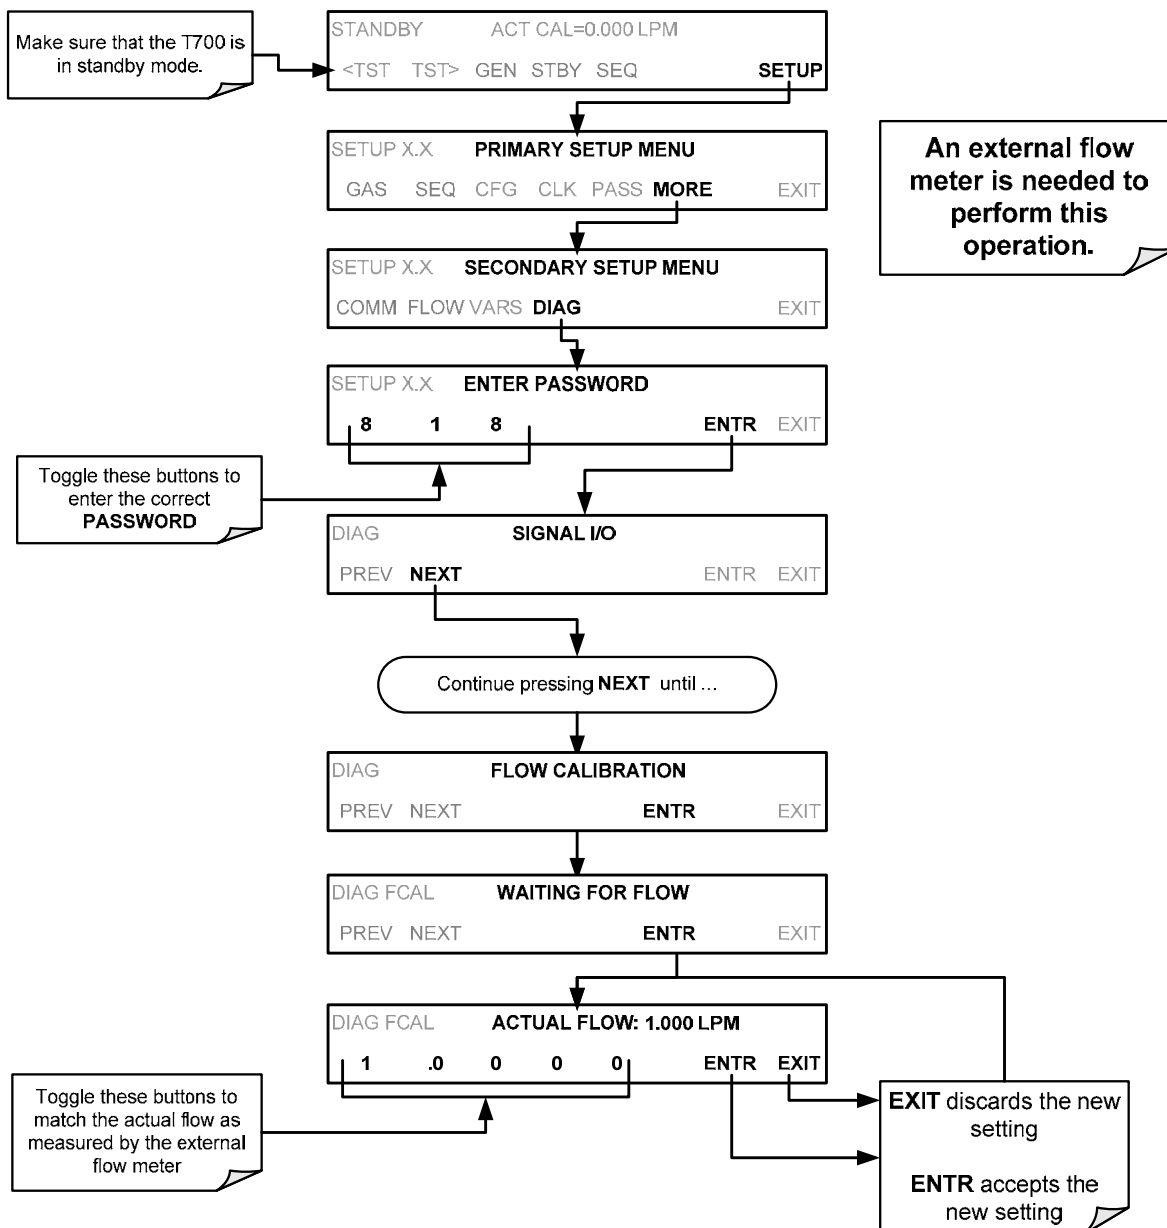 Make sure that the T700 is
in standby mode.
STANDBY ACT CAL=0.000 LPM
<TST TST> GEN STBY SEQ SETUP
SETUP X.X PRIMARY SETUP MENU
GAS SEQ CFG CLK PASS MORE EXIT
An external flow
meter is needed to
perform this
operation.
SETUP X.X SECONDARY SETUP MENU
COMM FLOW VARS DIAG EXIT
SETUP X.X ENTER PASSWORD
8 1 8 ENTR EXIT
Toggle these buttons to
enter the correct
PASSWORD
DIAG SIGNAL I/O
PREV NEXT ENTR EXIT
Continue pressing NEXT until ...
DIAG FLOW CALIBRATION
PREV NEXT ENTR EXIT
DIAG FCAL WAITING FOR FLOW
PREV NEXT ENTR EXIT
DIAG FCAL ACTUAL FLOW: 1.000 LPM
1 .0 0 0 0 ENTR EXIT
Toggle these buttons to
match the actual flow as
measured by the external
flow meter
EXIT discards the new
setting
ENTR accepts the
new setting